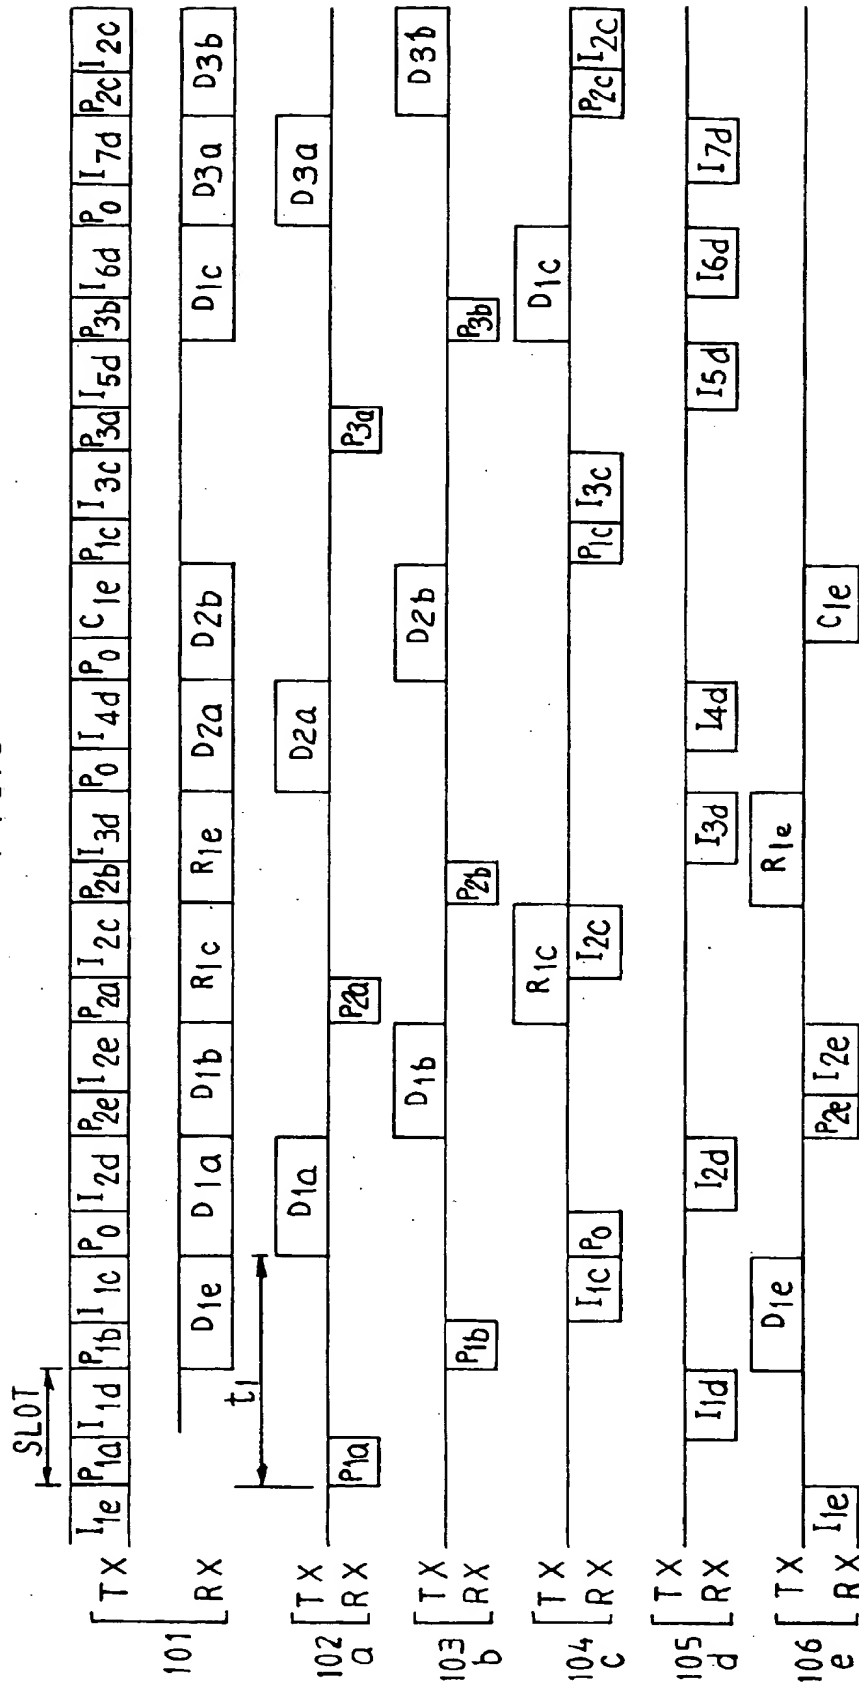 SLOT
t1
101
[TX
RX
I1e P1a I1d P1b I1c P0 I2d P2e I2e P2a I2c P2b I3d P0 I4d P0 C1e P1c I3c P3a I5d P3b I6d P0 I7d P2c I2c
D1e D1a D1b R1c R1e D2a D2b D1c D3a D3b
102
a
[TX
[RX
D1a D2a D3a
P1a P2a P3a
103
b
[TX
[RX
D1b D2b D3b
P1b P2b P3b
104
c
[TX
[RX
R1c D1c
I1c P0 I2c P1c I3c P2c I2c
105
d
[TX
[RX
I1d I2d I3d I4d I5d I6d I7d
106
e
[TX
[RX
D1e R1e
I1e P2e I2e C1e